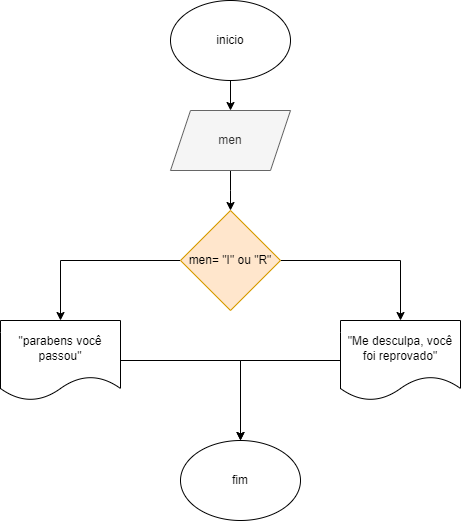 inicio
men
men= "I" ou "R"
"parabens você
passou"
"Me desculpa, você
foi reprovado"
fim